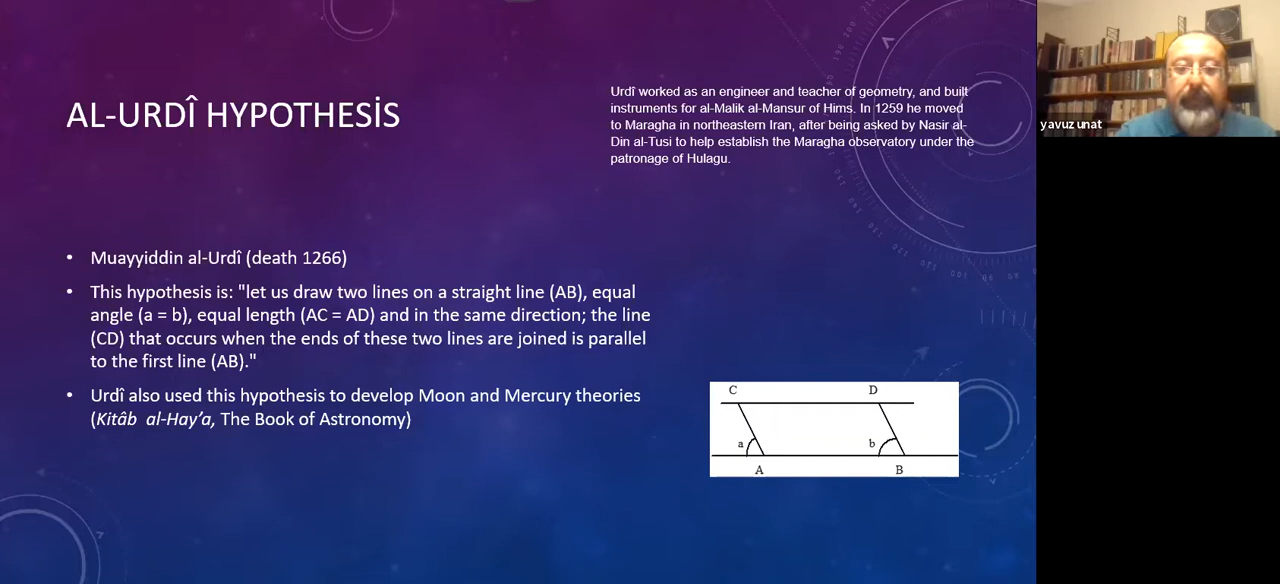 AL-URDÎ HYPOTHESİS
Urdî worked as an engineer and teacher of geometry, and built
instruments for al-Malik al-Mansur of Hims. In 1259 he moved
to Maragha in northeastern Iran, after being asked by Nasir al-
Din al-Tusi to help establish the Maragha observatory under the
patronage of Hulagu.
yavuz unat
• Muayyiddin al-Urdî (death 1266)
• This hypothesis is: "let us draw two lines on a straight line (AB), equal
angle (a = b), equal length (AC = AD) and in the same direction; the line
(CD) that occurs when the ends of these two lines are joined is parallel
to the first line (AB)."
• Urdî also used this hypothesis to develop Moon and Mercury theories
(Kitâb al-Hay’a, The Book of Astronomy)
C D
a b
A B